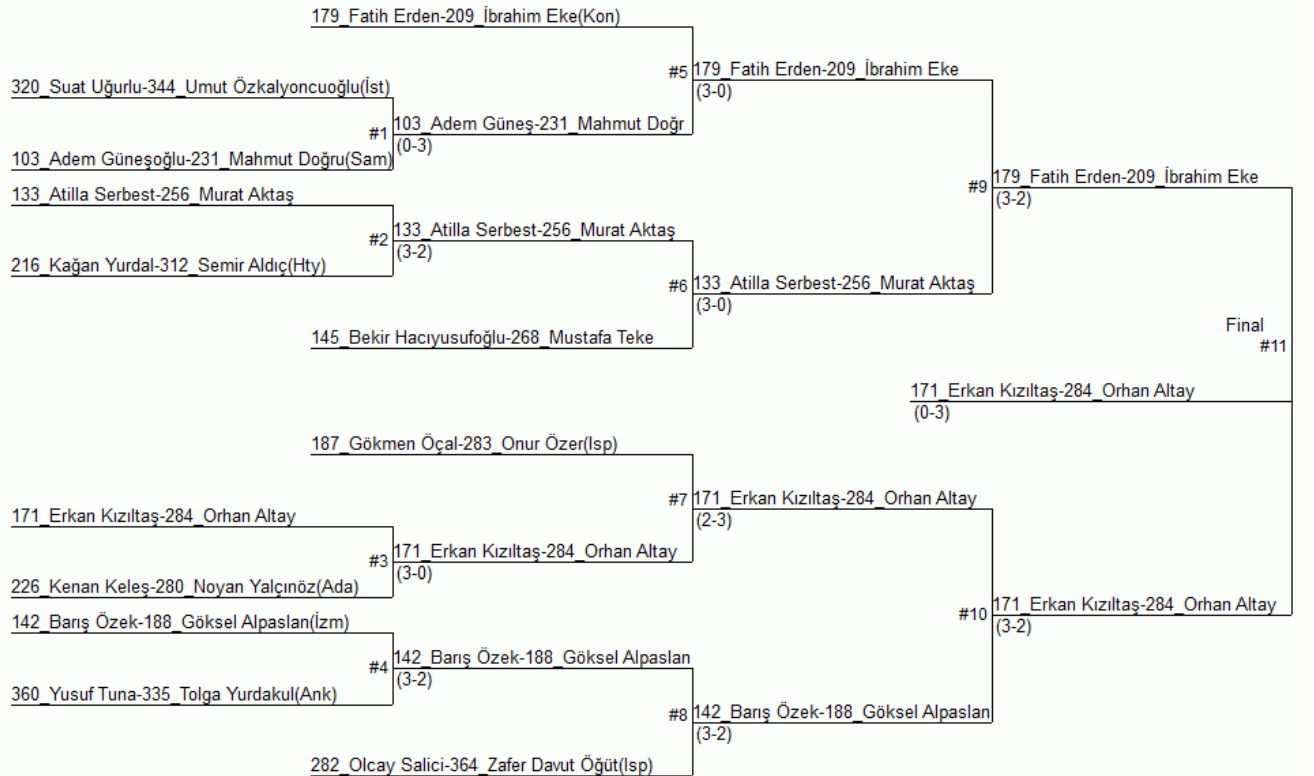 179_Fatih Erden-209_İbrahim Eke(Kon)
#5 179_Fatih Erden-209_İbrahim Eke
(3-0)
320_Suat Uğurlu-344_Umut Özkalyoncuoğlu(İst)
#1 103_Adem Güneş-231_Mahmut Doğr
(0-3)
103_Adem Güneşoğlu-231_Mahmut Doğru(Sam)
#9 179_Fatih Erden-209_İbrahim Eke
(3-2)
133_Atilla Serbest-256_Murat Aktaş
#2 133_Atilla Serbest-256_Murat Aktaş
(3-2)
216_Kağan Yurdal-312_Semir Aldıç(Hty)
#6 133_Atilla Serbest-256_Murat Aktaş
(3-0)
145_Bekir Hacıyusufoğlu-268_Mustafa Teke
Final
#11
171_Erkan Kızıltaş-284_Orhan Altay
(0-3)
187_Gökmen Öçal-283_Onur Özer(Isp)
#7 171_Erkan Kızıltaş-284_Orhan Altay
(2-3)
171_Erkan Kızıltaş-284_Orhan Altay
#3 171_Erkan Kızıltaş-284_Orhan Altay
(3-0)
226_Kenan Keleş-280_Noyan Yalçınöz(Ada)
#10 171_Erkan Kızıltaş-284_Orhan Altay
(3-2)
142_Barış Özek-188_Göksel Alpaslan(İzm)
#4 142_Barış Özek-188_Göksel Alpaslan
(3-2)
360_Yusuf Tuna-335_Tolga Yurdakul(Ank)
#8 142_Barış Özek-188_Göksel Alpaslan
(3-2)
282_Olcay Salici-364_Zafer Davut Öğüt(Isp)